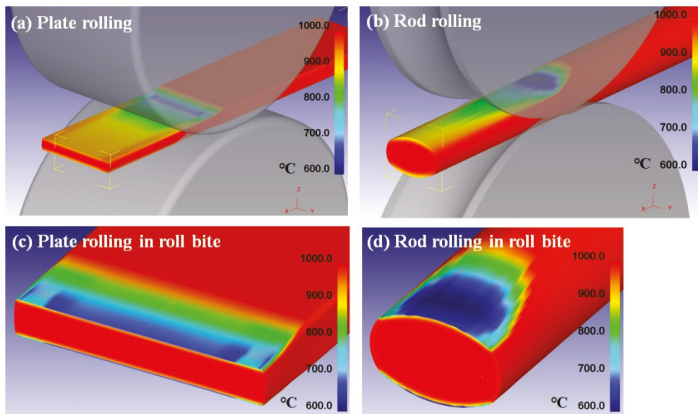 (a) Plate rolling
1000.0
900.0
800.0
700.0
600.0
°C
Z
X
Y
(b) Rod rolling
1000.0
900.0
800.0
700.0
600.0
°C
Z
X
Y
(c) Plate rolling in roll bite
1000.0
900.0
800.0
700.0
600.0
°C
(d) Rod rolling in roll bite
1000.0
900.0
800.0
700.0
600.0
°C